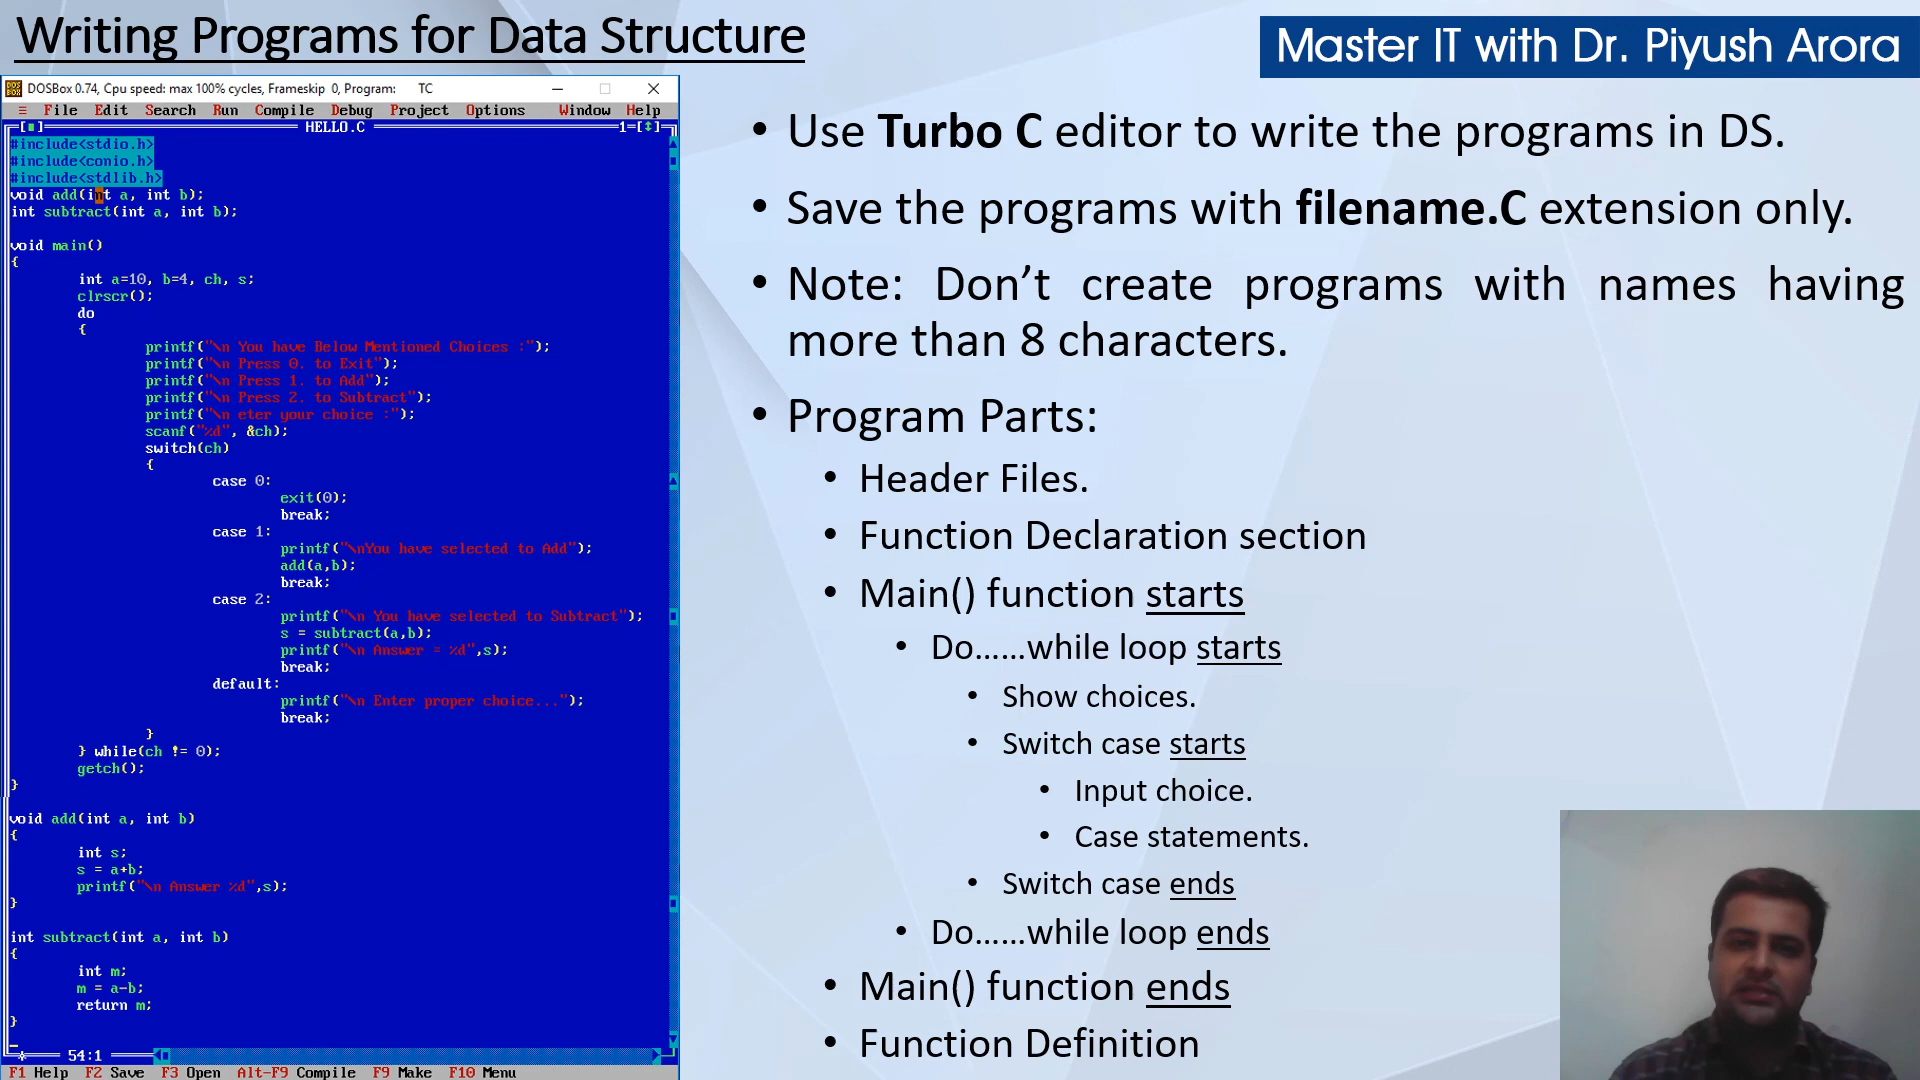 Writing Programs for Data Structure
Master IT with Dr. Piyush Arora
DOSBox 0.74, Cpu speed: max 100% cycles, Frameskip 0, Program: TC
≡ File Edit Search Run Compile Debug Project Options Window Help
[■] HELLO.C 1=[↕]
#include<stdio.h>
#include<conio.h>
#include<stdlib.h>
void add(int a, int b);
int subtract(int a, int b);
void main()
{
int a=10, b=4, ch, s;
clrscr();
do
{
printf("\n You have Below Mentioned Choices :");
printf("\n Press 0. to Exit");
printf("\n Press 1. to Add");
printf("\n Press 2. to Subtract");
printf("\n eter your choice :");
scanf("%d", &ch);
switch(ch)
{
case 0:
exit(0);
break;
case 1:
printf("\nYou have selected to Add");
add(a,b);
break;
case 2:
printf("\n You have selected to Subtract");
s = subtract(a,b);
printf("\n Answer = %d",s);
break;
default:
printf("\n Enter proper choice...");
break;
}
} while(ch != 0);
getch();
}
void add(int a, int b)
{
int s;
s = a+b;
printf("\n Answer %d",s);
}
int subtract(int a, int b)
{
int m;
m = a-b;
return m;
}
54:1
F1 Help F2 Save F3 Open Alt-F9 Compile F9 Make F10 Menu
• Use Turbo C editor to write the programs in DS.
• Save the programs with filename.C extension only.
• Note: Don't create programs with names having
more than 8 characters.
• Program Parts:
• Header Files.
• Function Declaration section
• Main() function starts
• Do......while loop starts
• Show choices.
• Switch case starts
• Input choice.
• Case statements.
• Switch case ends
• Do......while loop ends
• Main() function ends
• Function Definition